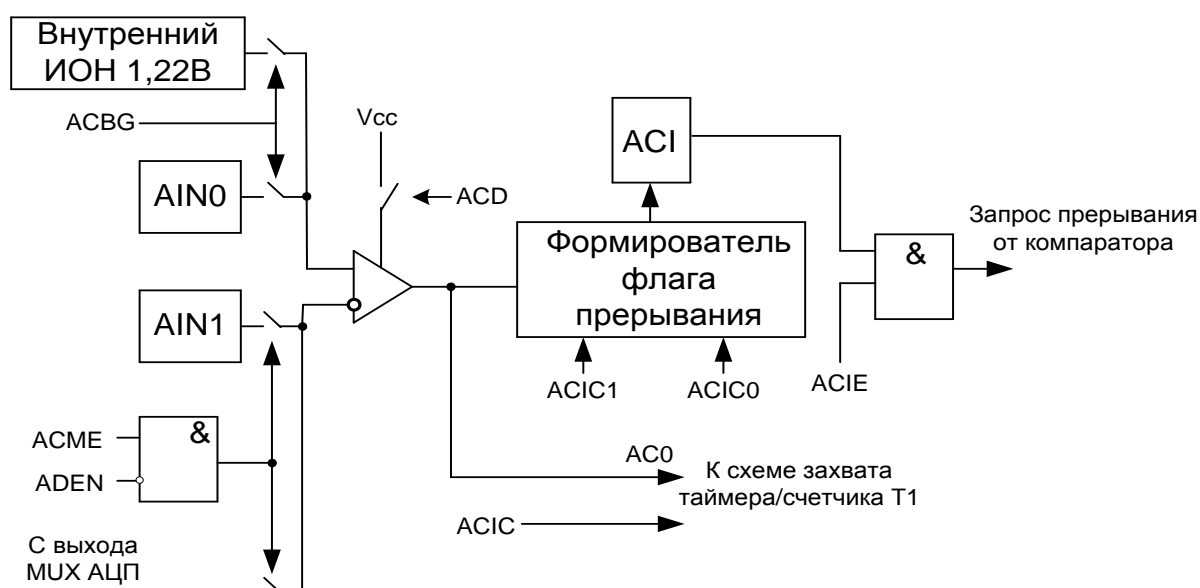 Внутренний
ИОН 1,22В
ACBG
AIN0
Vcc
ACD
AIN1
ACI
Формирователь
флага
прерывания
ACIC1
ACIC0
&
ACIE
Запрос прерывания
от компаратора
ACME
ADEN
&
AC0
К схеме захвата
таймера/счетчика Т1
ACIC
С выхода
MUX АЦП